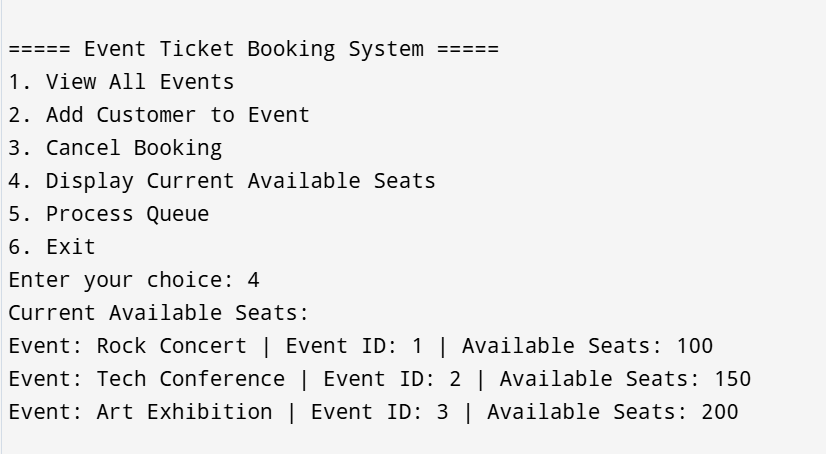 ===== Event Ticket Booking System =====
1. View All Events
2. Add Customer to Event
3. Cancel Booking
4. Display Current Available Seats
5. Process Queue
6. Exit
Enter your choice: 4
Current Available Seats:
Event: Rock Concert | Event ID: 1 | Available Seats: 100
Event: Tech Conference | Event ID: 2 | Available Seats: 150
Event: Art Exhibition | Event ID: 3 | Available Seats: 200